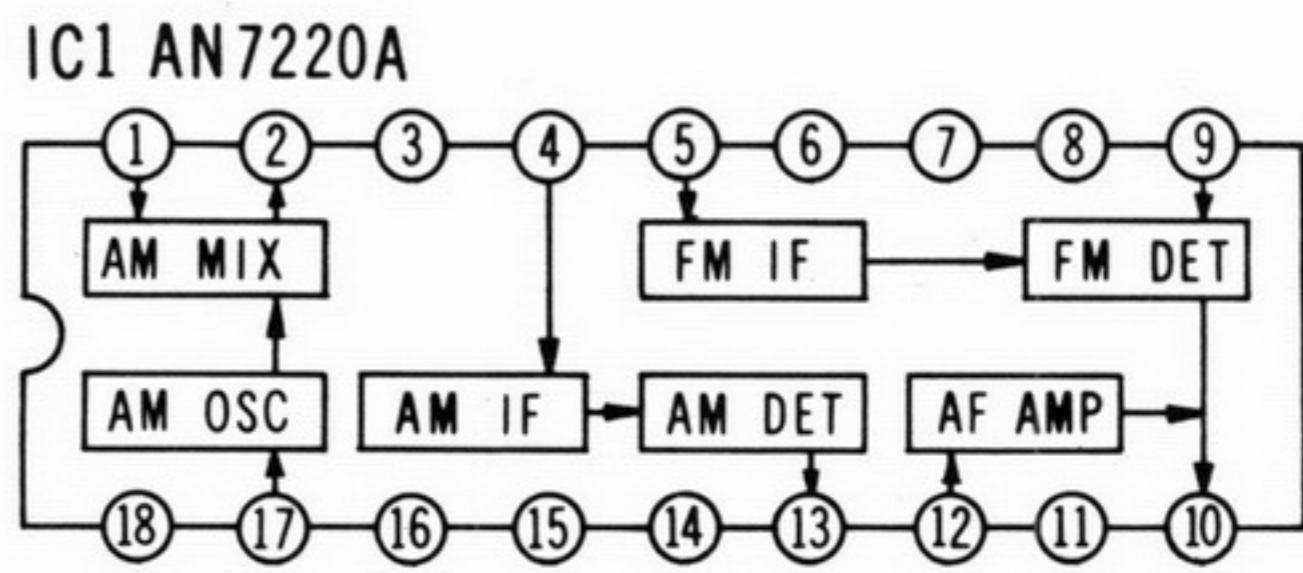 IC1 AN7220A
1 2 3 4 5 6 7 8 9
AM MIX FM IF FM DET
AM OSC AM IF AM DET AF AMP
18 17 16 15 14 13 12 11 10